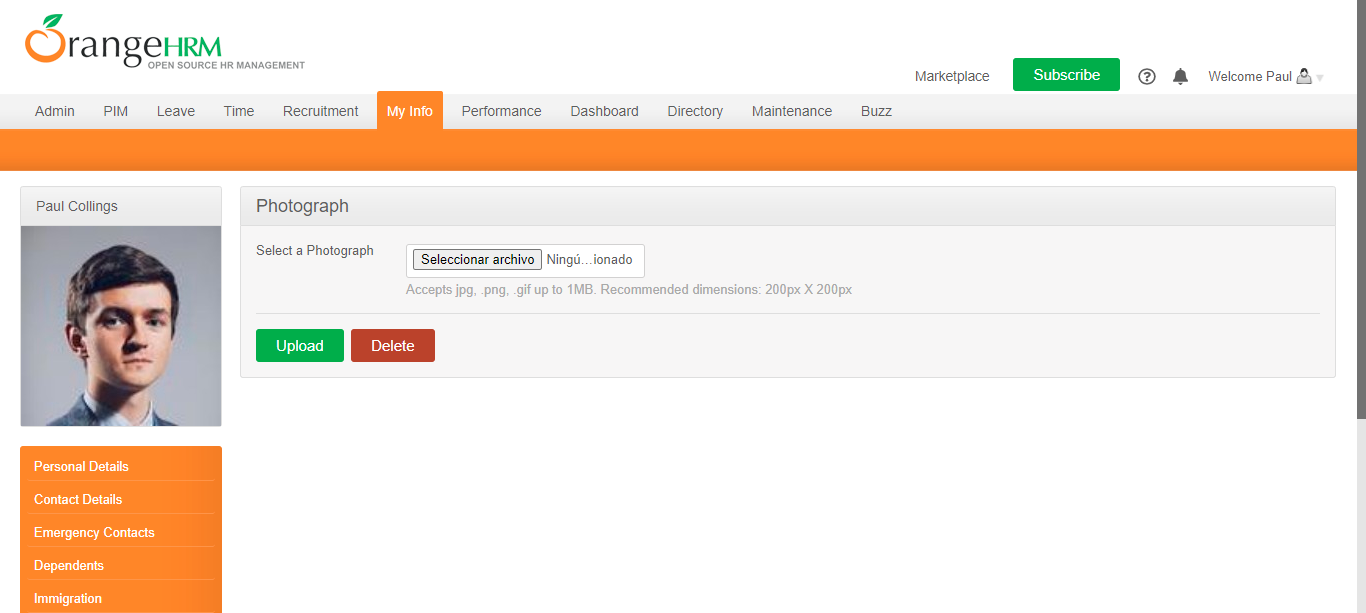 OrangeHRM
OPEN SOURCE HR MANAGEMENT
Marketplace Subscribe ? Welcome Paul
Admin PIM Leave Time Recruitment My Info Performance Dashboard Directory Maintenance Buzz
Paul Collings
Photograph
Select a Photograph
Seleccionar archivo Ningú...ionado
Accepts jpg, .png, .gif up to 1MB. Recommended dimensions: 200px X 200px
Upload Delete
Personal Details
Contact Details
Emergency Contacts
Dependents
Immigration